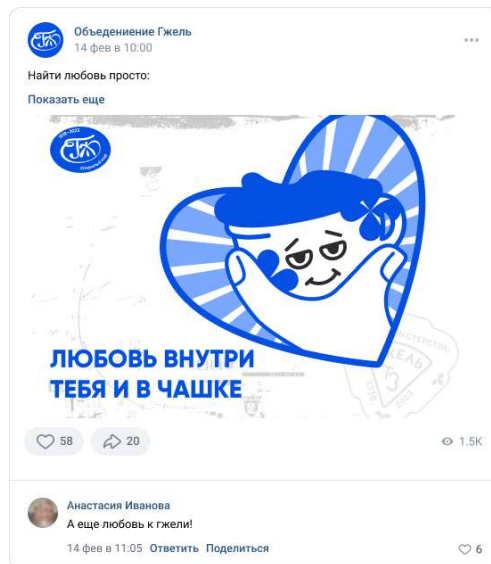 Объедениение Гжель
14 фев в 10:00
Найти любовь просто:
Показать еще
ЛЮБОВЬ ВНУТРИ
ТЕБЯ И В ЧАШКЕ
58
20
1.5K
Анастасия Иванова
А еще любовь к гжели!
14 фев в 11:05 Ответить Поделиться
6